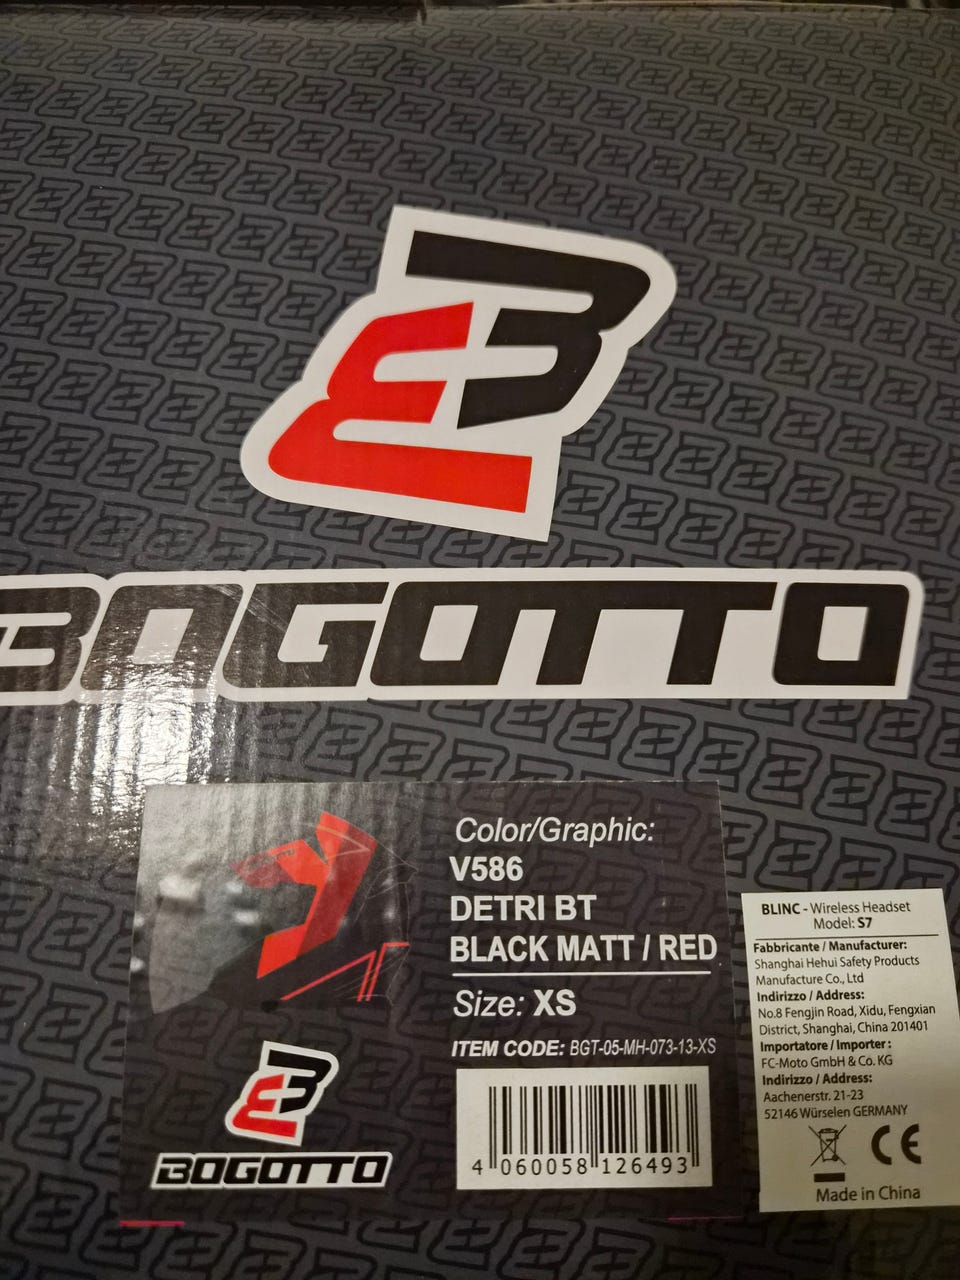 BOGOTTO
Color/Graphic:
V586
DETRI BT
BLACK MATT / RED
Size: XS
ITEM CODE: BGT-05-MH-073-13-XS
4 060058 126493
BOGOTTO
BLINC - Wireless Headset
Model: S7
Fabbricante / Manufacturer:
Shanghai Hehui Safety Products
Manufacture Co., Ltd
Indirizzo / Address:
No.8 Fengjin Road, Xidu, Fengxian
District, Shanghai, China 201401
Importatore / Importer :
FC-Moto GmbH & Co. KG
Indirizzo / Address:
Aachenerstr. 21-23
52146 Würselen GERMANY
CE
Made in China